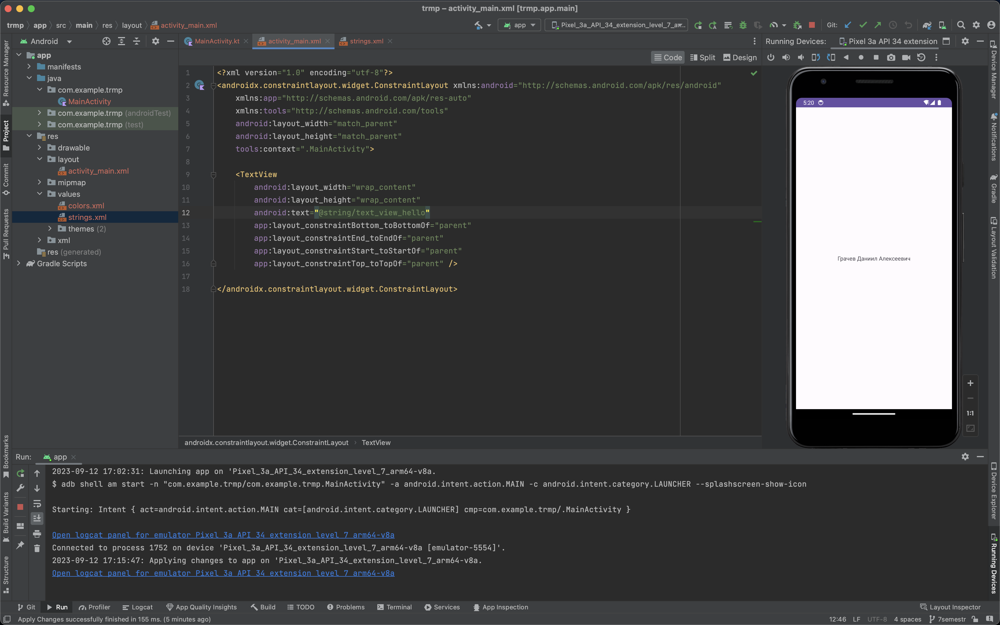 trmp – activity_main.xml [trmp.app.main]
trmp app src main res layout activity_main.xml
app Pixel_3a_API_34_extension_level_7_a... Git:
Resource Manager
Project
Commit
Pull Requests
Bookmarks
Build Variants
Structure
Android
app
manifests
java
com.example.trmp
MainActivity
com.example.trmp (androidTest)
com.example.trmp (test)
res
drawable
layout
activity_main.xml
mipmap
values
colors.xml
strings.xml
themes (2)
xml
res (generated)
Gradle Scripts
MainActivity.kt activity_main.xml strings.xml
Code Split Design
1 <?xml version="1.0" encoding="utf-8"?>
2 <androidx.constraintlayout.widget.ConstraintLayout xmlns:android="http://schemas.android.com/apk/res/android"
3 xmlns:app="http://schemas.android.com/apk/res-auto"
4 xmlns:tools="http://schemas.android.com/tools"
5 android:layout_width="match_parent"
6 android:layout_height="match_parent"
7 tools:context=".MainActivity">
8
9 <TextView
10 android:layout_width="wrap_content"
11 android:layout_height="wrap_content"
12 android:text="@string/text_view_hello"
13 app:layout_constraintBottom_toBottomOf="parent"
14 app:layout_constraintEnd_toEndOf="parent"
15 app:layout_constraintStart_toStartOf="parent"
16 app:layout_constraintTop_toTopOf="parent" />
17
18 </androidx.constraintlayout.widget.ConstraintLayout>
androidx.constraintlayout.widget.ConstraintLayout › TextView
Running Devices: Pixel 3a API 34 extension
5:20
Грачев Даниил Алексеевич
1:1
Device Manager
Notifications
Gradle
Layout Validation
Device Explorer
Running Devices
Run: app
2023-09-12 17:02:31: Launching app on 'Pixel_3a_API_34_extension_level_7_arm64-v8a.
$ adb shell am start -n "com.example.trmp/com.example.trmp.MainActivity" -a android.intent.action.MAIN -c android.intent.category.LAUNCHER --splashscreen-show-icon
Starting: Intent { act=android.intent.action.MAIN cat=[android.intent.category.LAUNCHER] cmp=com.example.trmp/.MainActivity }
Open logcat panel for emulator Pixel 3a API 34 extension level 7 arm64-v8a
Connected to process 1752 on device 'Pixel_3a_API_34_extension_level_7_arm64-v8a [emulator-5554]'.
2023-09-12 17:15:47: Applying changes to app on 'Pixel_3a_API_34_extension_level_7_arm64-v8a.
Open logcat panel for emulator Pixel 3a API 34 extension level 7 arm64-v8a
Git Run Profiler Logcat App Quality Insights Build TODO Problems Terminal Services App Inspection Layout Inspector
Apply Changes successfully finished in 155 ms. (5 minutes ago) 12:46 LF UTF-8 4 spaces 7semestr